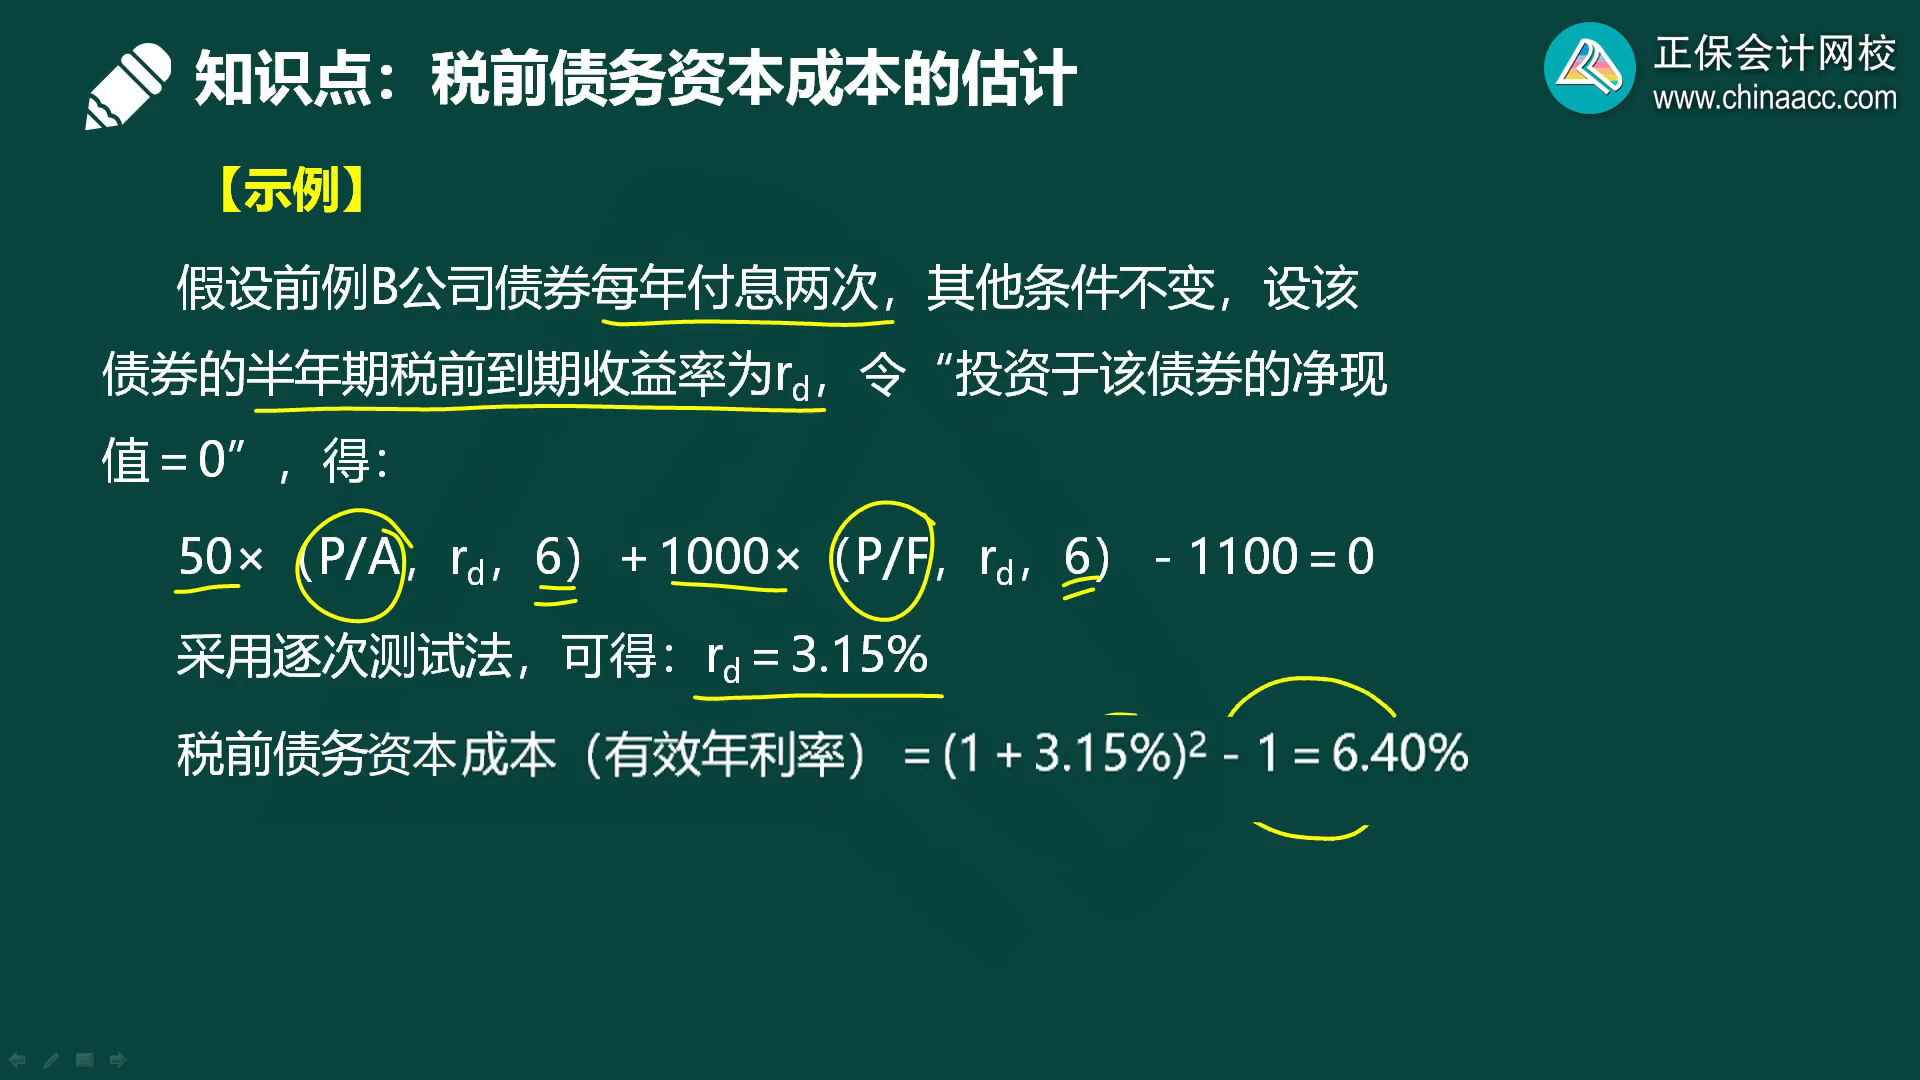 知识点：税前债务资本成本的估计
正保会计网校
www.chinaacc.com
【示例】
假设前例B公司债券每年付息两次，其他条件不变，设该
债券的半年期税前到期收益率为rd，令“投资于该债券的净现
值＝0”，得：
50×（P/A，rd，6）＋1000×（P/F，rd，6）－1100＝0
采用逐次测试法，可得：rd＝3.15%
税前债务资本成本（有效年利率）＝(1＋3.15%)²－1＝6.40%